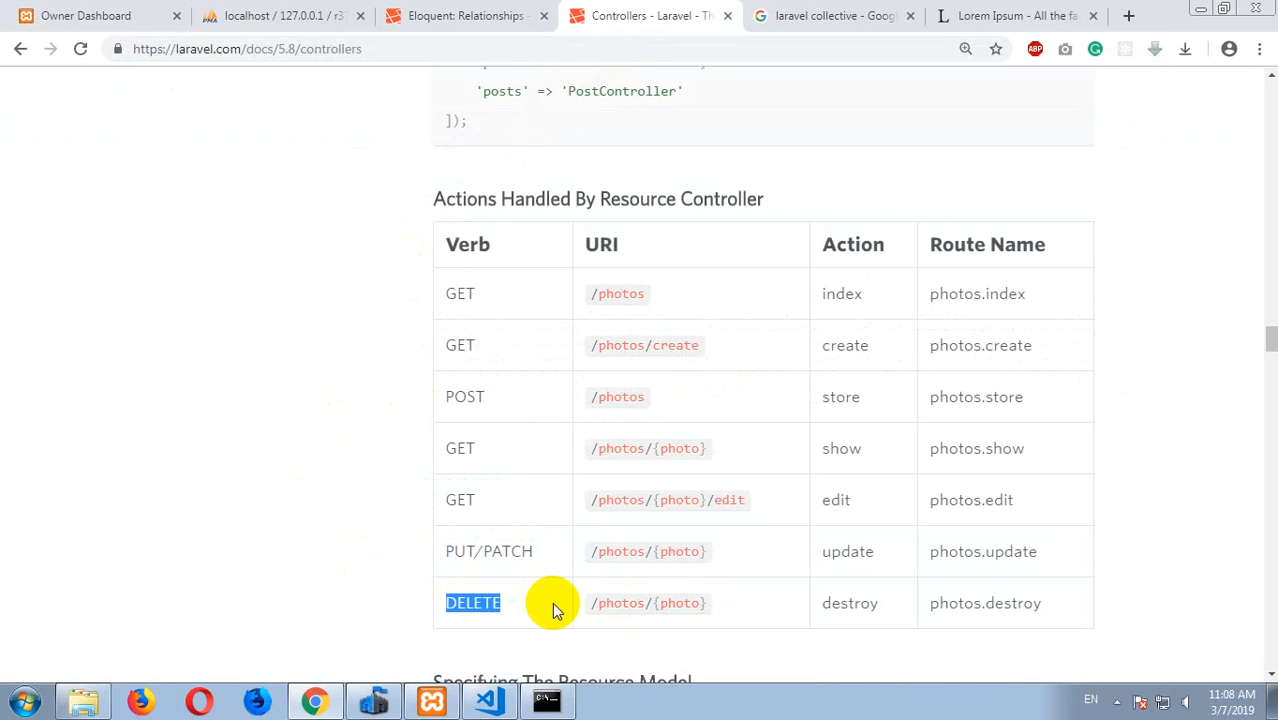 Owner Dashboard
localhost / 127.0.0.1 / r37
Eloquent Relationships -
Controllers - Laravel - Th
laravel collective - Goog
Lorem Ipsum - All the fa
https://laravel.com/docs/5.8/controllers
ABP
'posts' => 'PostController'
]);
Actions Handled By Resource Controller
Verb URI Action Route Name
GET /photos index photos.index
GET /photos/create create photos.create
POST /photos store photos.store
GET /photos/{photo} show photos.show
GET /photos/{photo}/edit edit photos.edit
PUT/PATCH /photos/{photo} update photos.update
DELETE /photos/{photo} destroy photos.destroy
Specifying The Resource Model
EN
11:08 AM
3/7/2019